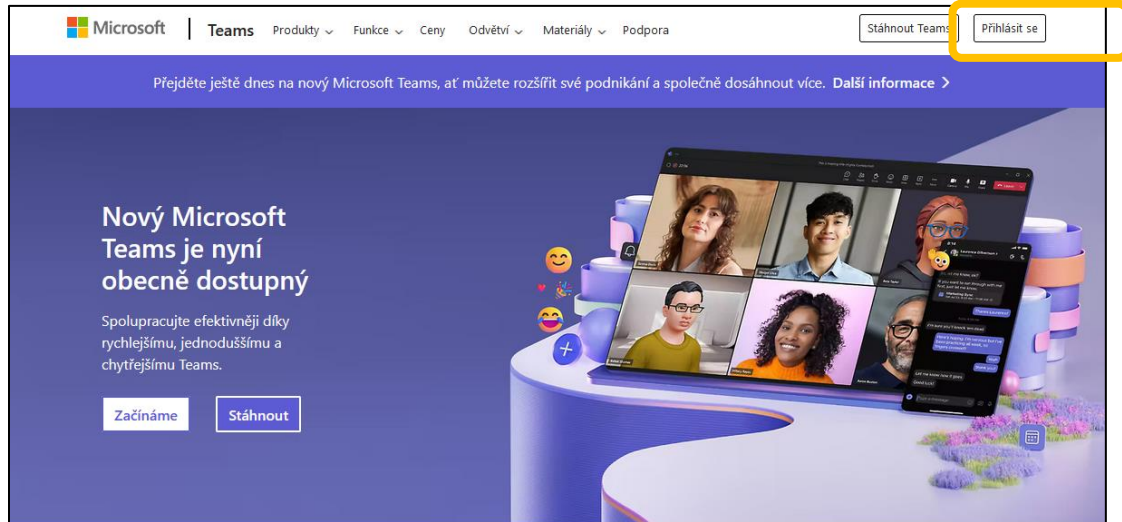 Microsoft Teams Produkty Funkce Ceny Odvětví Materiály Podpora Stáhnout Teams Přihlásit se
Přejděte ještě dnes na nový Microsoft Teams, ať můžete rozšířit své podnikání a společně dosáhnout více. Další informace >
Nový Microsoft
Teams je nyní
obecně dostupný
Spolupracujte efektivněji díky
rychlejšímu, jednoduššímu a
chytřejšímu Teams.
Začínáme Stáhnout